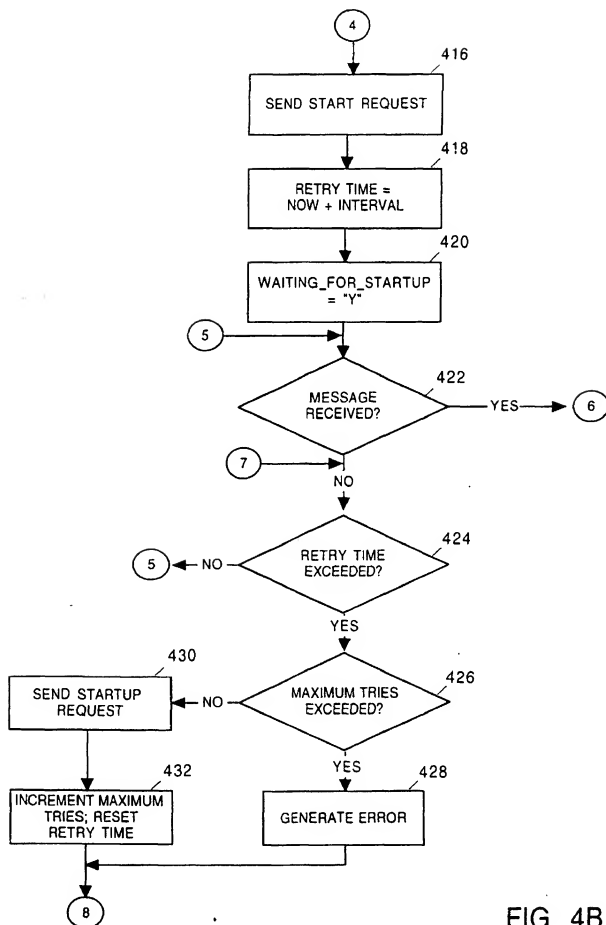 4
416
SEND START REQUEST
418
RETRY TIME =
NOW + INTERVAL
420
WAITING_FOR_STARTUP
= "Y"
5
422
MESSAGE
RECEIVED?
YES
6
7
NO
424
RETRY TIME
EXCEEDED?
NO
5
YES
430
SEND STARTUP
REQUEST
426
MAXIMUM TRIES
EXCEEDED?
NO
YES
432
INCREMENT MAXIMUM
TRIES; RESET
RETRY TIME
428
GENERATE ERROR
8
FIG. 4B